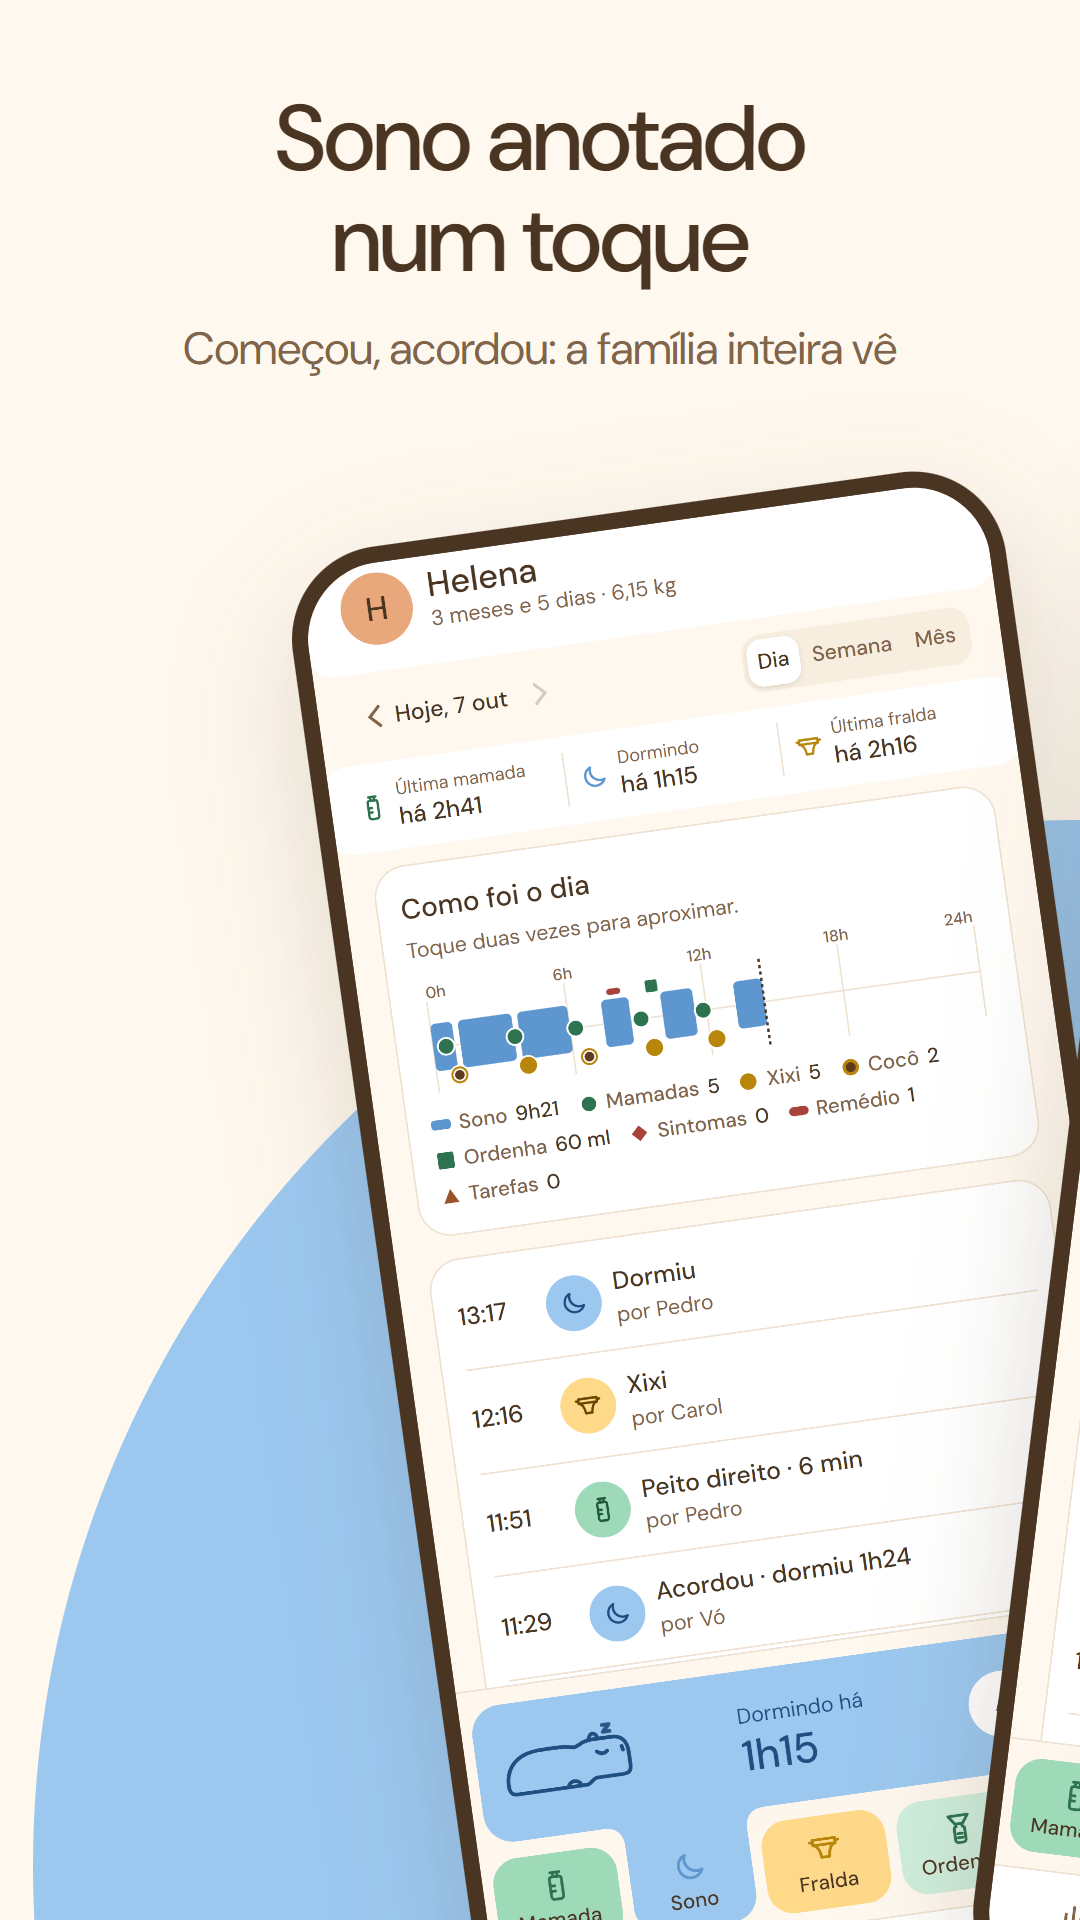 Sono anotado
num toque
Começou, acordou: a família inteira vê
H
Helena
3 meses e 5 dias · 6,15 kg
Hoje, 7 out
Dia Semana Mês
Última mamada
há 2h41
Dormindo
há 1h15
Última fralda
há 2h16
Como foi o dia
Toque duas vezes para aproximar.
0h 6h 12h 18h 24h
Sono 9h21 Mamadas 5 Xixi 5 Cocô 2
Ordenha 60 ml Sintomas 0 Remédio 1
Tarefas 0
13:17 Dormiu
por Pedro
12:16 Xixi
por Carol
11:51 Peito direito · 6 min
por Pedro
11:29 Acordou · dormiu 1h24
por Vó
Dormindo há
1h15
Mamada
Sono
Fralda